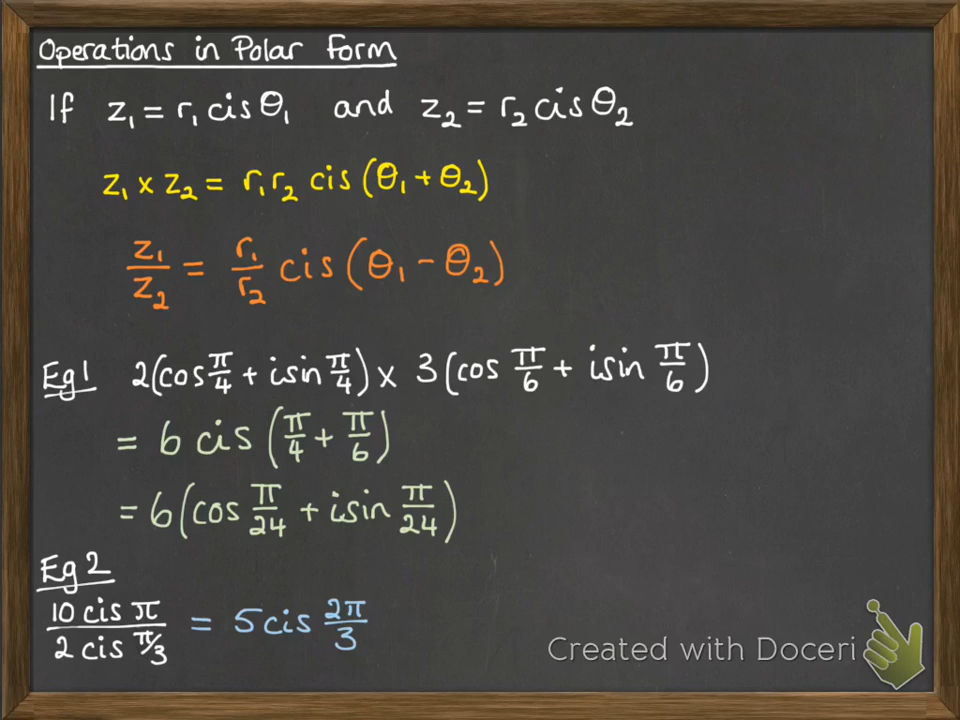 Operations in Polar Form
If z₁ = r₁ cis θ₁ and z₂ = r₂ cis θ₂
z₁ × z₂ = r₁r₂ cis (θ₁ + θ₂)
z₁/z₂ = r₁/r₂ cis (θ₁ − θ₂)
Eg 1 2(cos π/4 + i sin π/4) × 3(cos π/6 + i sin π/6)
= 6 cis (π/4 + π/6)
= 6(cos π/24 + i sin π/24)
Eg 2
10 cis π / 2 cis π/3 = 5 cis 2π/3
Created with Doceri